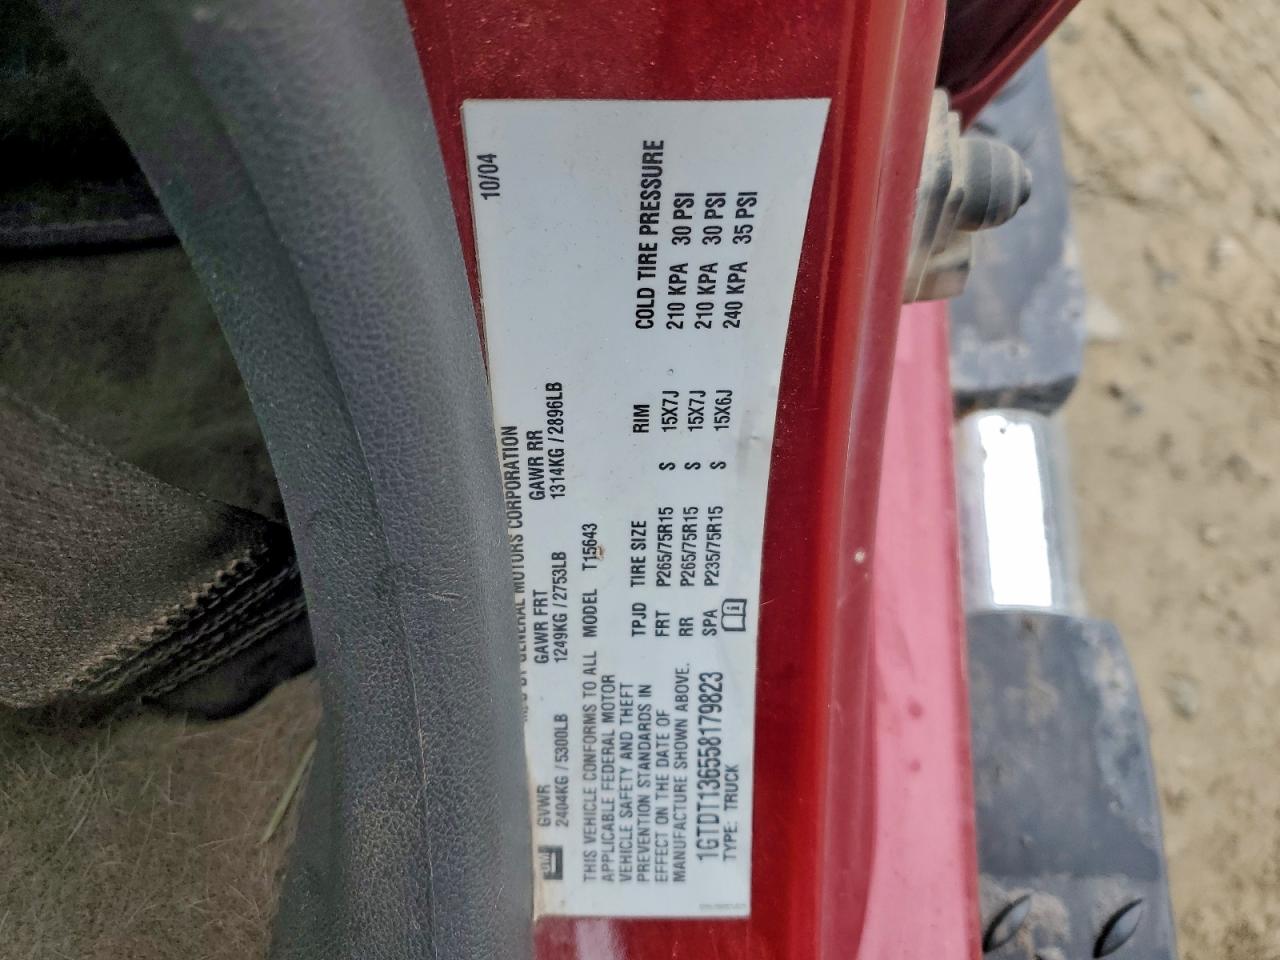 GM
MFD BY GENERAL MOTORS CORPORATION
10/04
GVWR GAWR FRT GAWR RR
2404KG / 5300LB 1249KG / 2753LB 1314KG / 2896LB
THIS VEHICLE CONFORMS TO ALL
APPLICABLE FEDERAL MOTOR
VEHICLE SAFETY AND THEFT
PREVENTION STANDARDS IN
EFFECT ON THE DATE OF
MANUFACTURE SHOWN ABOVE.
1GTDT136558179823
TYPE: TRUCK
MODEL T15643
TPJD TIRE SIZE RIM COLD TIRE PRESSURE
FRT P265/75R15 S 15X7J 210 KPA 30 PSI
RR P265/75R15 S 15X7J 210 KPA 30 PSI
SPA P235/75R15 S 15X6J 240 KPA 35 PSI